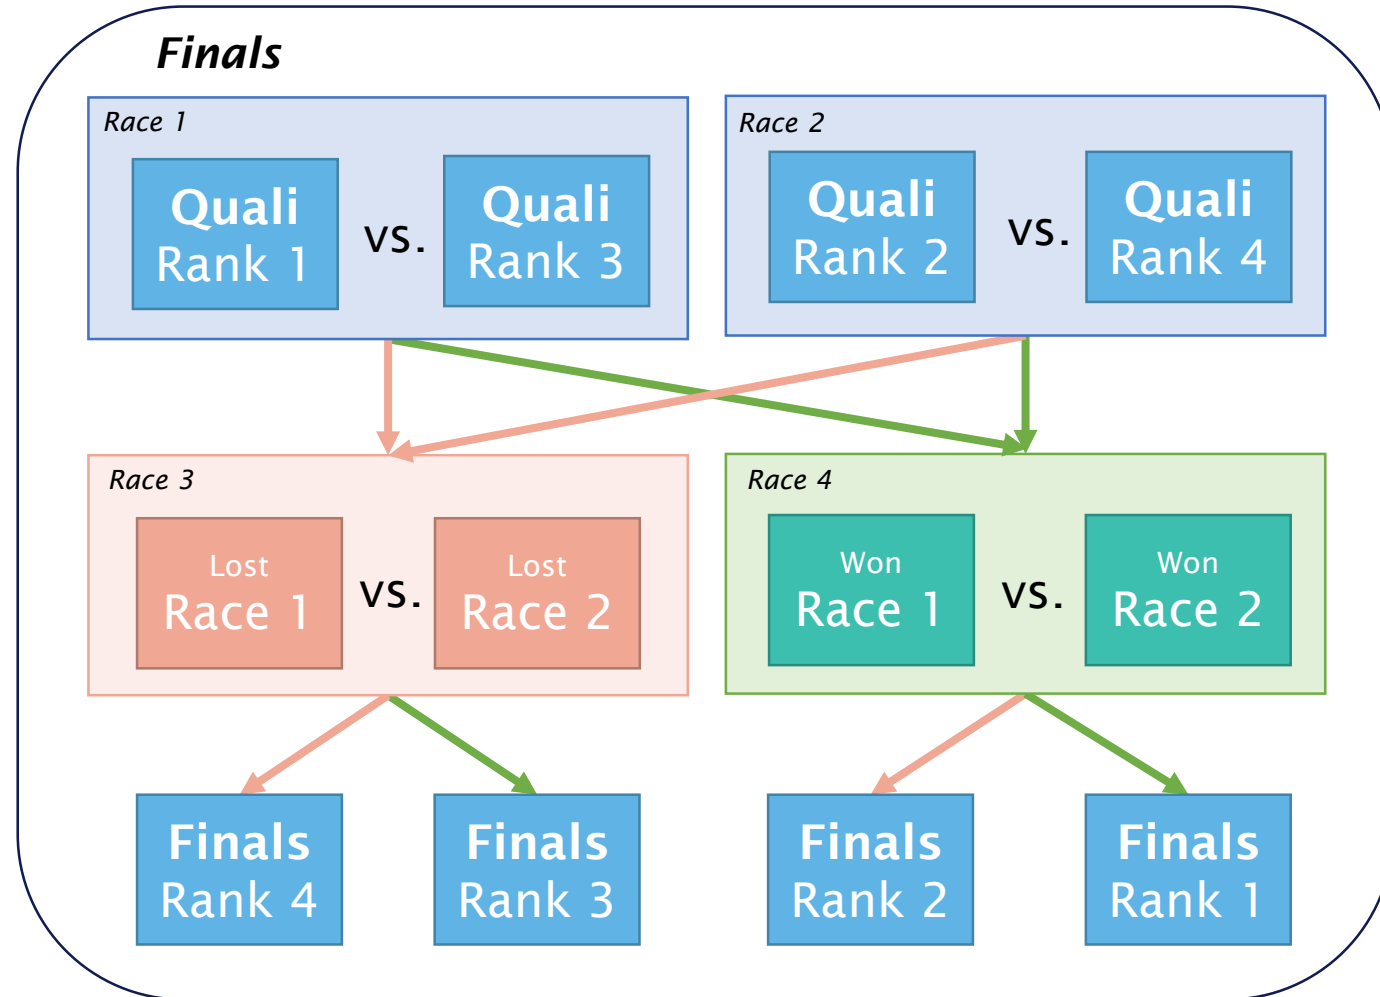 Finals
Race 1
Quali
Rank 1
vs.
Quali
Rank 3
Race 2
Quali
Rank 2
vs.
Quali
Rank 4
Race 3
Lost
Race 1
vs.
Lost
Race 2
Race 4
Won
Race 1
vs.
Won
Race 2
Finals
Rank 4
Finals
Rank 3
Finals
Rank 2
Finals
Rank 1